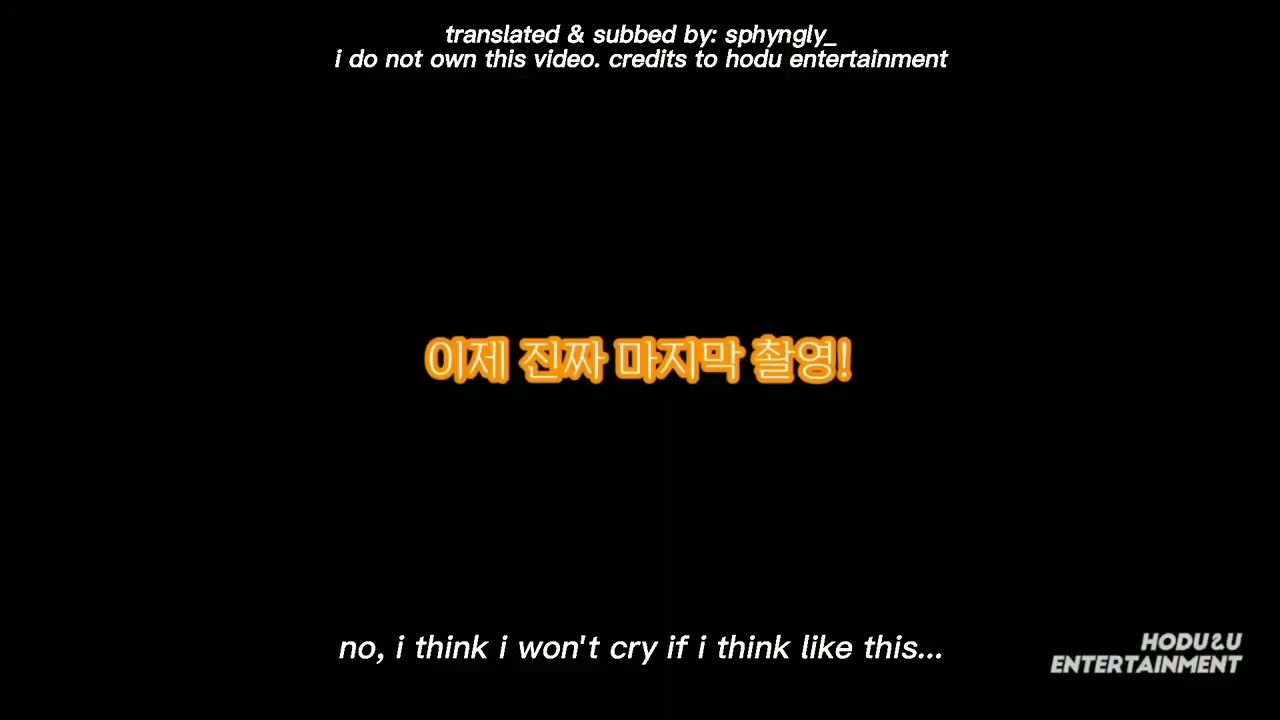 translated & subbed by: sphyngly_
i do not own this video. credits to hodu entertainment
이제 진짜 마지막 촬영!
no, i think i won't cry if i think like this...
HODU&U
ENTERTAINMENT